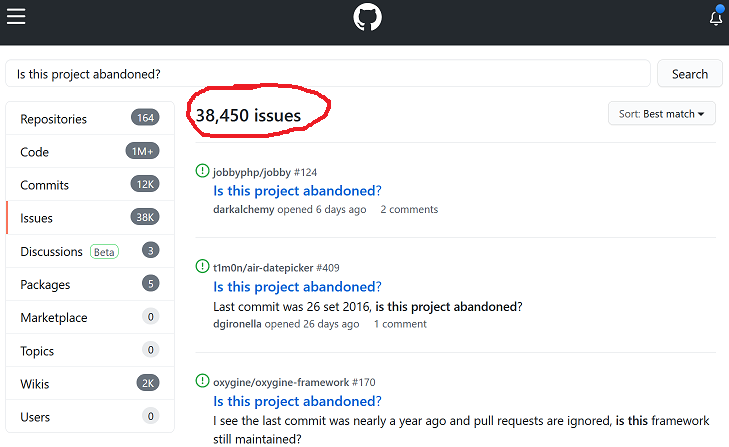 Is this project abandoned?
Search
Repositories 164
Code 1M+
Commits 12K
Issues 38K
Discussions Beta 3
Packages 5
Marketplace 0
Topics 0
Wikis 2K
Users 0
38,450 issues
Sort: Best match
jobbyphp/jobby #124
Is this project abandoned?
darkalchemy opened 6 days ago 2 comments
t1m0n/air-datepicker #409
Is this project abandoned?
Last commit was 26 set 2016, is this project abandoned?
dgironella opened 26 days ago 1 comment
oxygine/oxygine-framework #170
Is this project abandoned?
I see the last commit was nearly a year ago and pull requests are ignored, is this framework
still maintained?